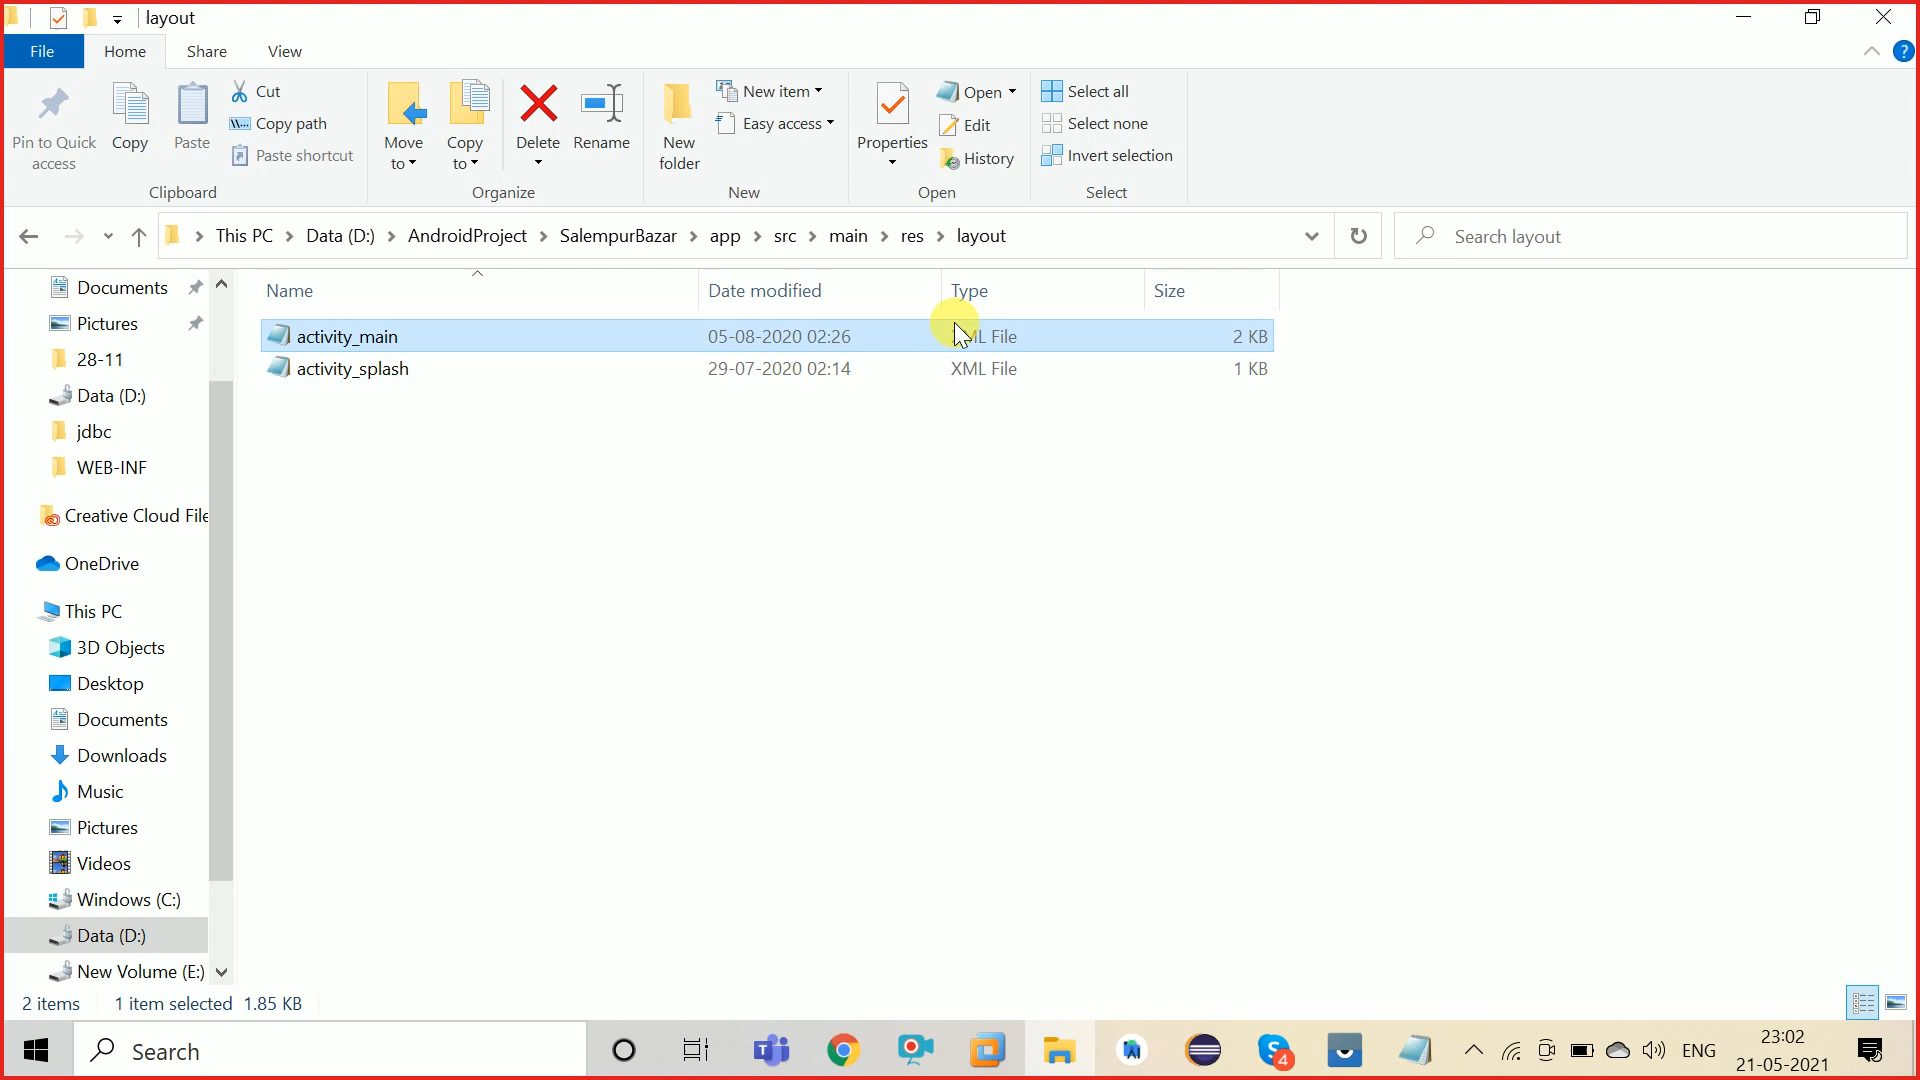 layout
File
Home
Share
View
Pin to Quick
access
Copy
Paste
Cut
Copy path
Paste shortcut
Clipboard
Move
to
Copy
to
Delete
Rename
Organize
New
folder
New item
Easy access
New
Properties
Open
Edit
History
Open
Select all
Select none
Invert selection
Select
This PC
Data (D:)
AndroidProject
SalempurBazar
app
src
main
res
layout
Search layout
Name
Date modified
Type
Size
activity_main
05-08-2020 02:26
ML File
2 KB
activity_splash
29-07-2020 02:14
XML File
1 KB
Documents
Pictures
28-11
Data (D:)
jdbc
WEB-INF
Creative Cloud File
OneDrive
This PC
3D Objects
Desktop
Documents
Downloads
Music
Pictures
Videos
Windows (C:)
Data (D:)
New Volume (E:)
2 items
1 item selected 1.85 KB
Search
4
ENG
23:02
21-05-2021